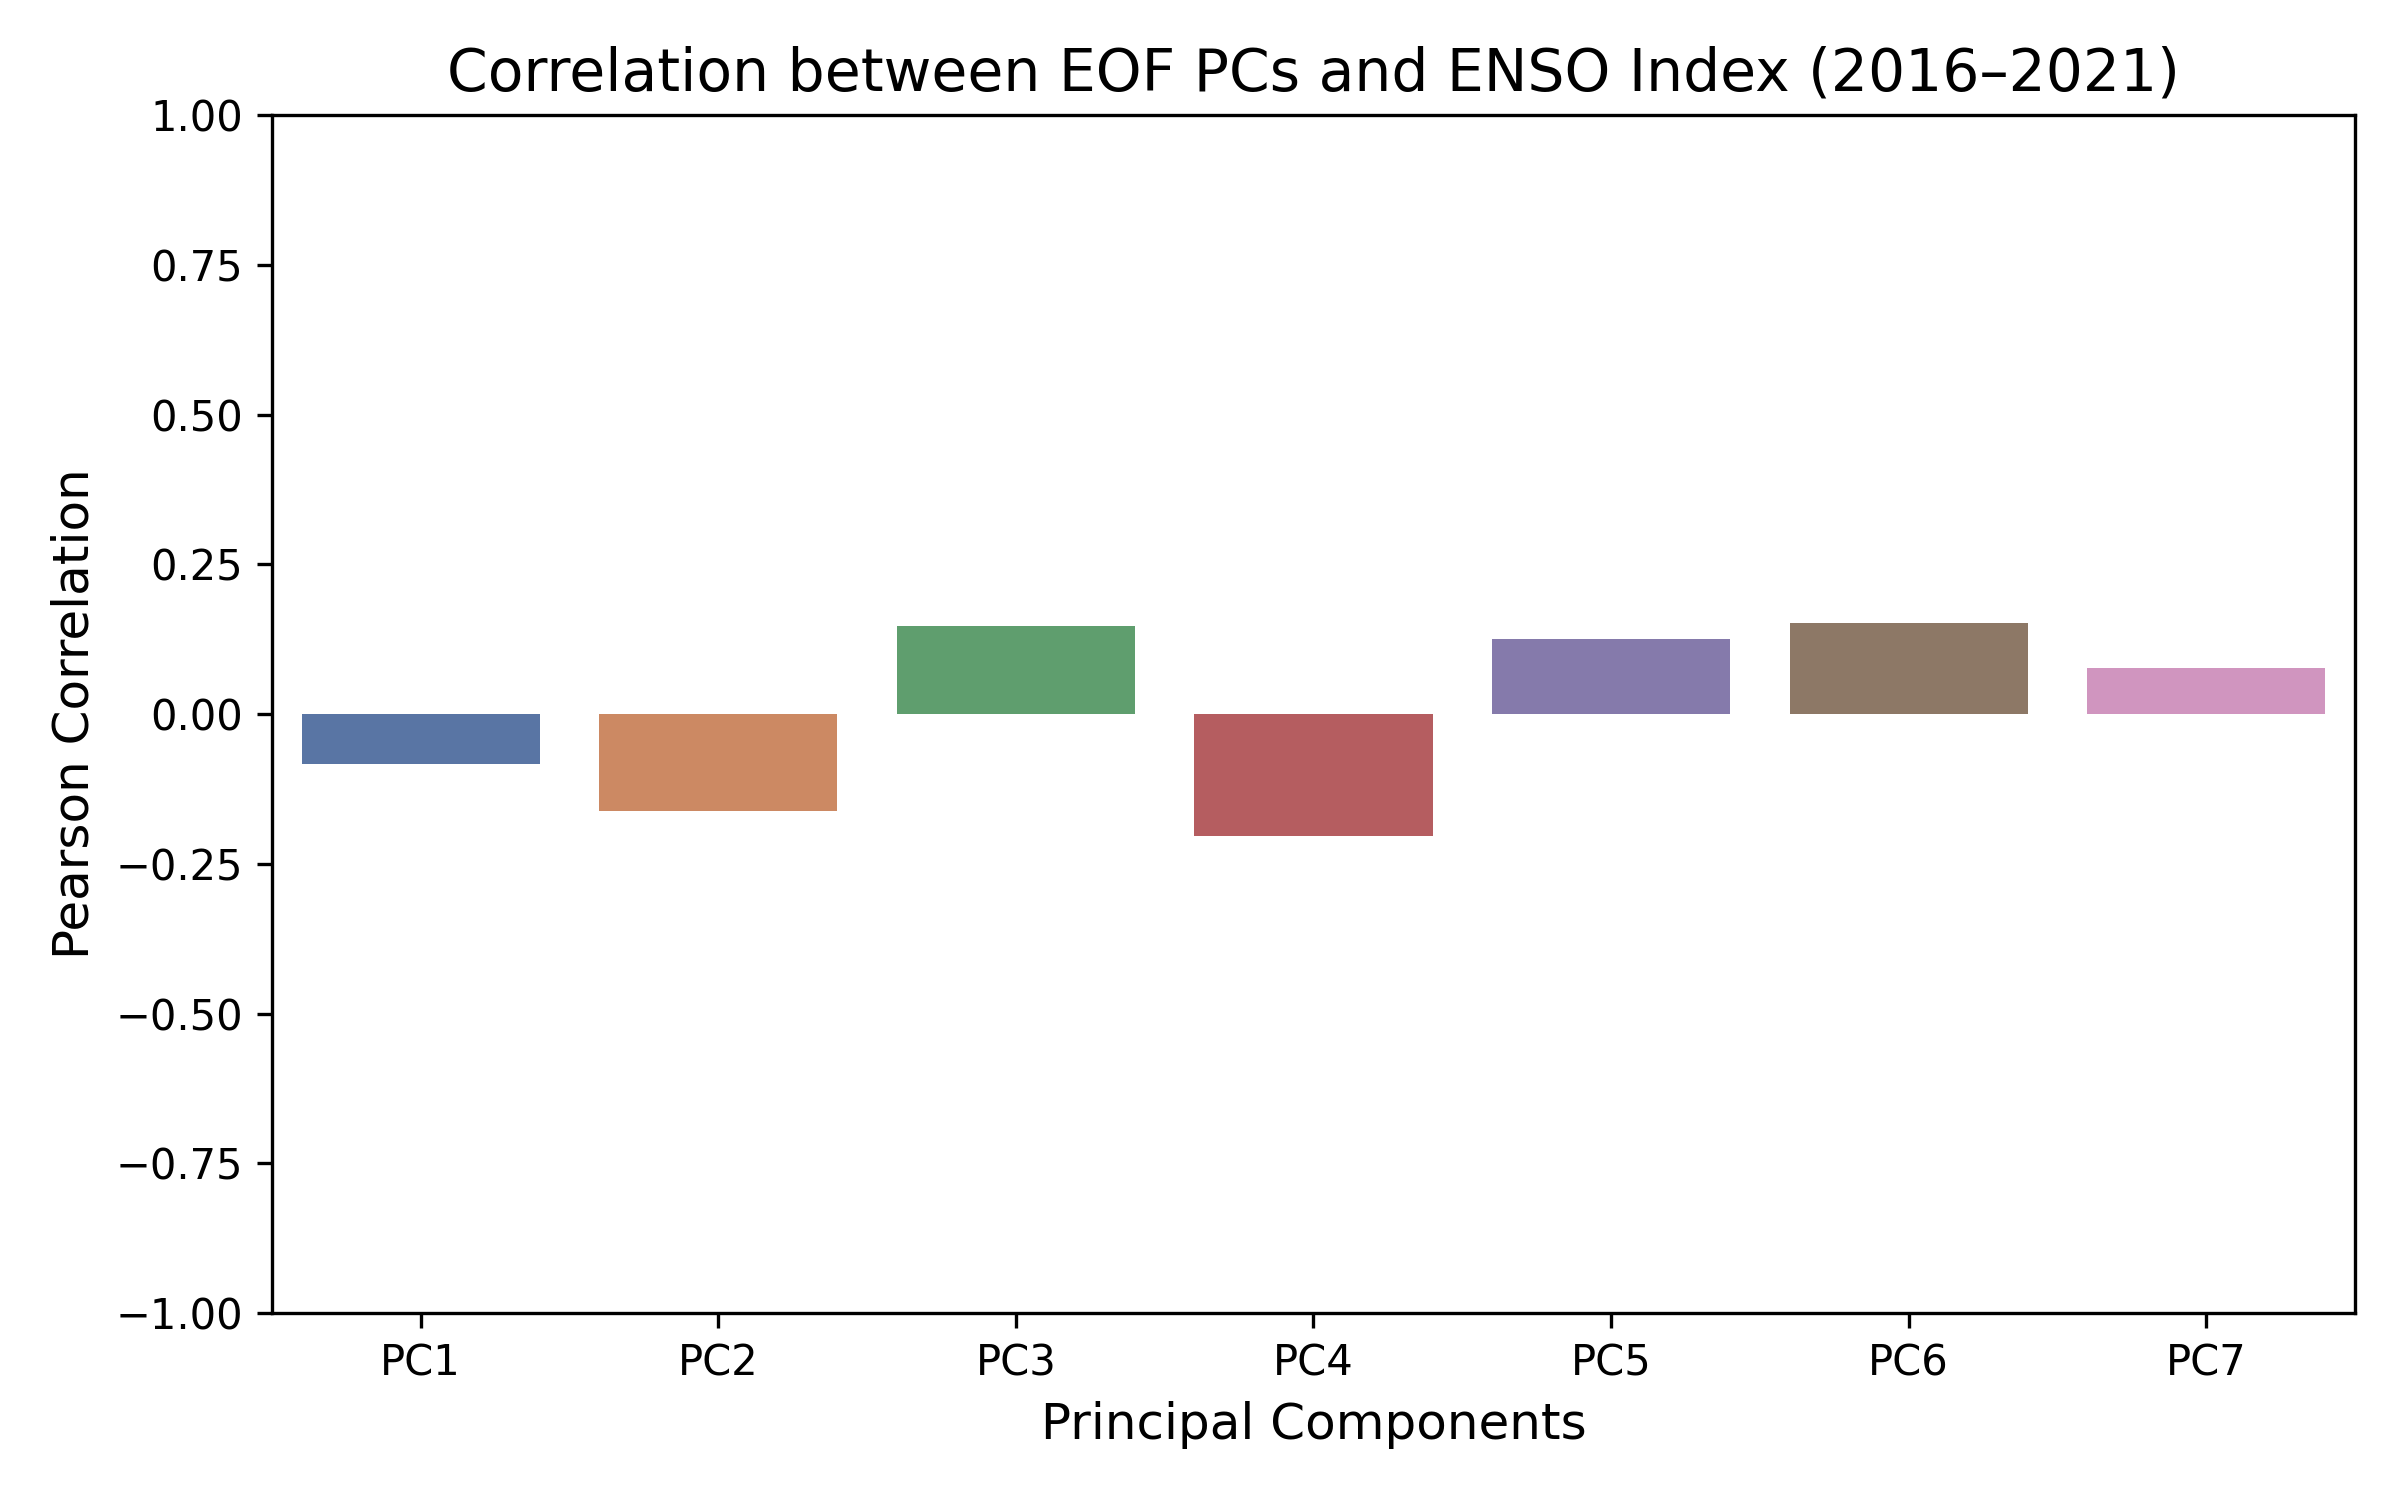 Correlation between EOF PCs and ENSO Index (2016–2021)
1.00
0.75
0.50
0.25
0.00
−0.25
−0.50
−0.75
−1.00
Pearson Correlation
PC1 PC2 PC3 PC4 PC5 PC6 PC7
Principal Components